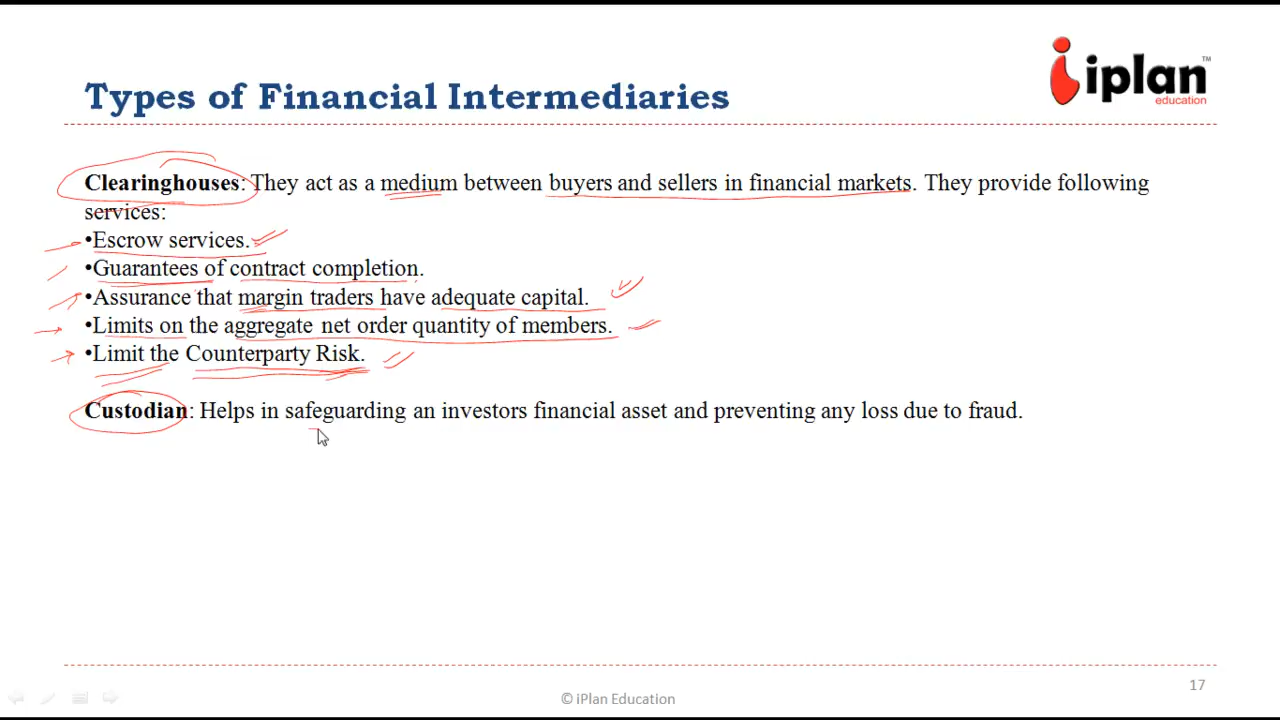 iplan™
education
Types of Financial Intermediaries
Clearinghouses: They act as a medium between buyers and sellers in financial markets. They provide following
services:
•Escrow services.
•Guarantees of contract completion.
•Assurance that margin traders have adequate capital.
•Limits on the aggregate net order quantity of members.
•Limit the Counterparty Risk.
Custodian: Helps in safeguarding an investors financial asset and preventing any loss due to fraud.
17
© iPlan Education